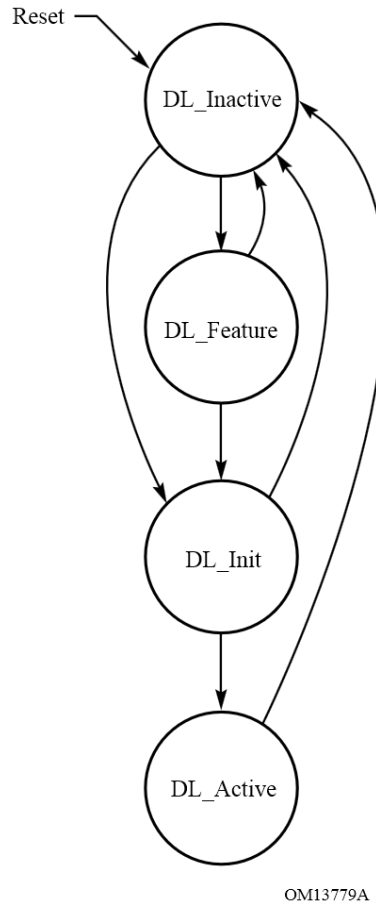 Reset
DL_Inactive
DL_Feature
DL_Init
DL_Active
OM13779A